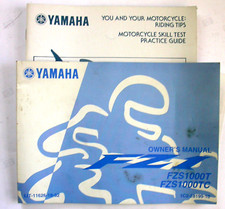 YAMAHA
YOU AND YOUR MOTORCYCLE:
RIDING TIPS
MOTORCYCLE SKILL TEST
PRACTICE GUIDE
YAMAHA
OWNER'S MANUAL
FZ1
FZS1000T
FZS1000TC